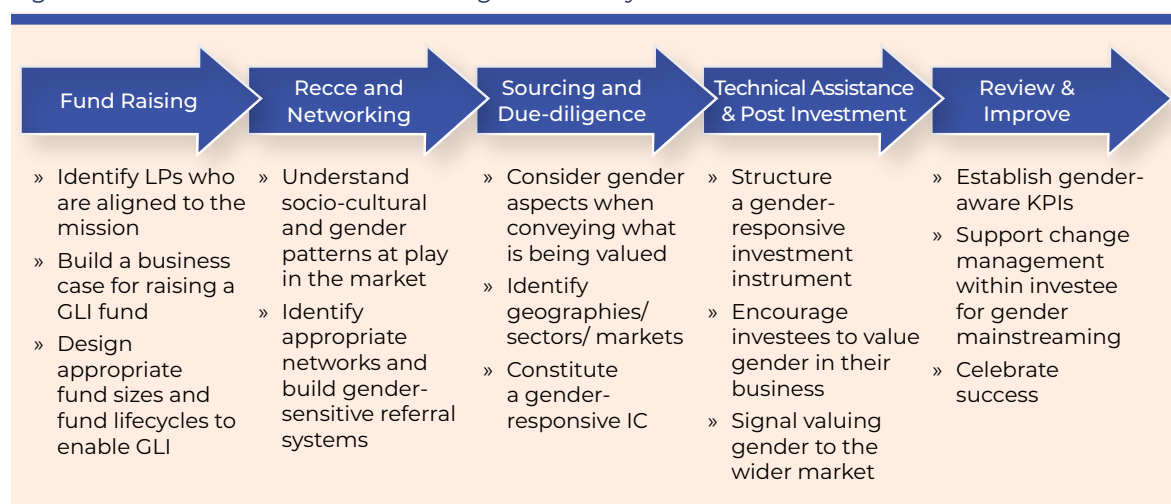 Fund Raising
Recce and
Networking
Sourcing and
Due-diligence
Technical Assistance
& Post Investment
Review &
Improve
» Identify LPs who
are aligned to the
mission
» Build a business
case for raising a
GLI fund
» Design
appropriate
fund sizes and
fund lifecycles to
enable GLI
» Understand
socio-cultural
and gender
patterns at play
in the market
» Identify
appropriate
networks and
build gender-
sensitive referral
systems
» Consider gender
aspects when
conveying what
is being valued
» Identify
geographies/
sectors/ markets
» Constitute
a gender-
responsive IC
» Structure
a gender-
responsive
investment
instrument
» Encourage
investees to value
gender in their
business
» Signal valuing
gender to the
wider market
» Establish gender-
aware KPIs
» Support change
management
within investee
for gender
mainstreaming
» Celebrate
success